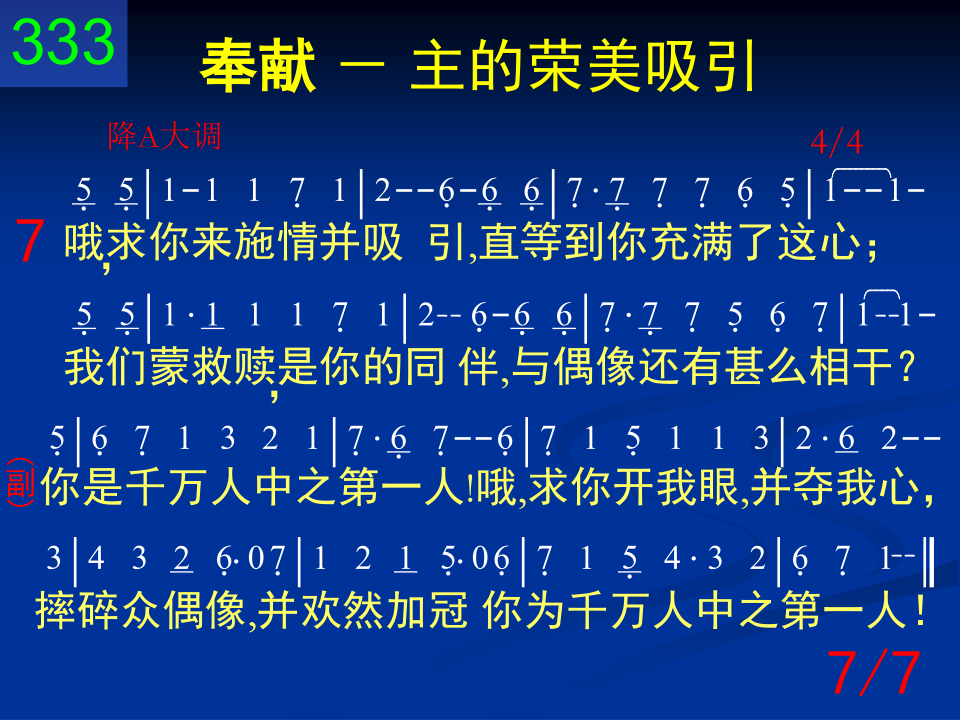 333
奉献 － 主的荣美吸引
降A大调
4/4
5 5|1-1 1 7 1|2--6-6 6|7·7 7 7 6 5|1--1-
7
哦,求你来施情并吸 引,直等到你充满了这心；
5 5|1·1 1 1 7 1|2--6-6 6|7·7 7 5 6 7|1--1-
我们蒙救赎,是你的同 伴,与偶像还有甚么相干?
5|6 7 1 3 2 1|7·6 7--6|7 1 5 1 1 3|2·6 2--
（副）
你是千万人中之第一人!哦,求你开我眼,并夺我心,
3|4 3 2 6·07|1 2 1 5·06|7 1 5 4·3 2|6 7 1--‖
摔碎众偶像,并欢然加冠 你为千万人中之第一人!
7/7